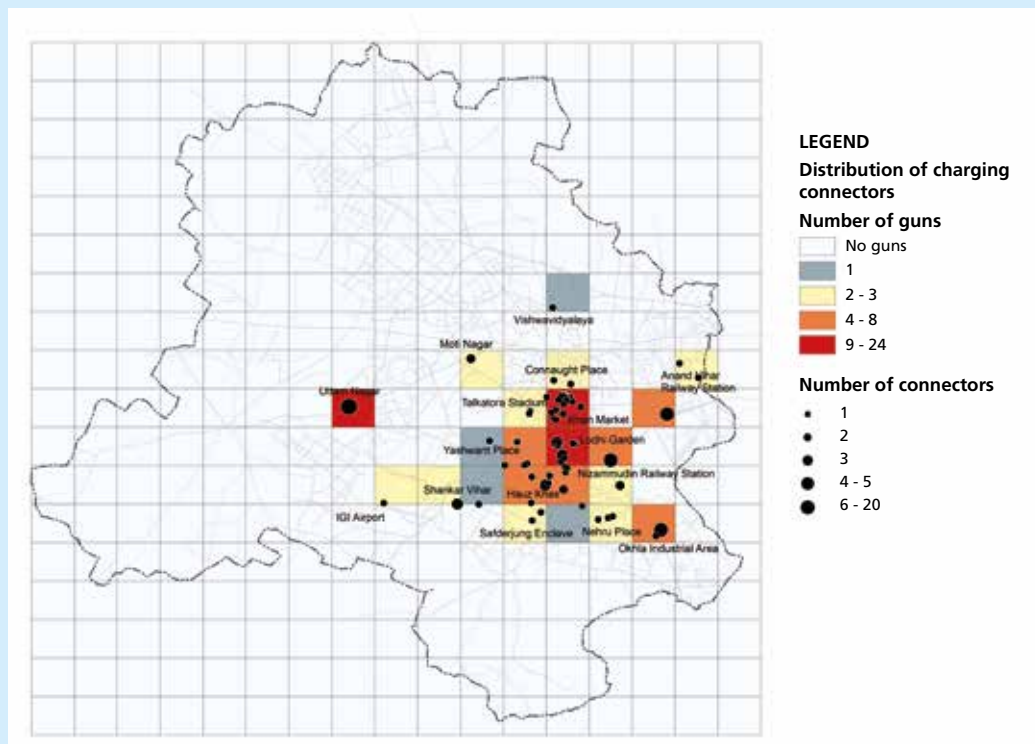 LEGEND
Distribution of charging
connectors
Number of guns
No guns
1
2 - 3
4 - 8
9 - 24
Number of connectors
1
2
3
4 - 5
6 - 20
Vishwavidyalaya
Moti Nagar
Connaught Place
Anand Vihar
Railway Station
Uttam Nagar
Talkatora Stadium
Khan Market
Lodhi Garden
Yashwant Place
Nizammudin Railway Station
Shankar Vihar
Hauz Khas
IGI Airport
Safderjung Enclave
Nehru Place
Okhla Industrial Area